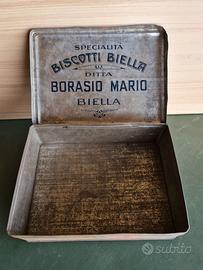 SPECIALITÀ
BISCOTTI BIELLA
DITTA
BORASIO MARIO
BIELLA
subito